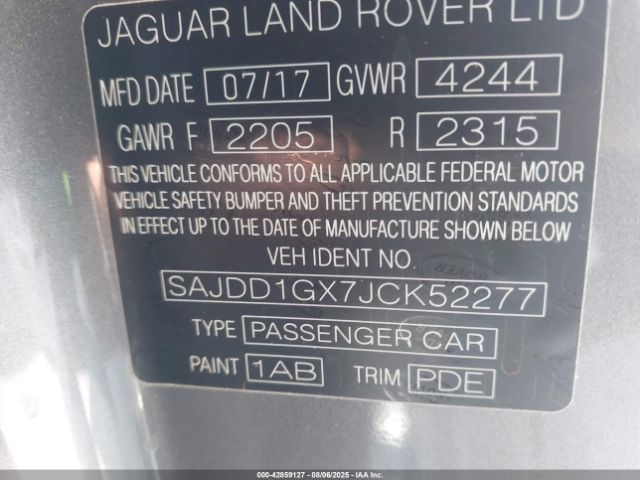 JAGUAR LAND ROVER LTD
MFD DATE 07/17 GVWR 4244
GAWR F 2205 R 2315
THIS VEHICLE CONFORMS TO ALL APPLICABLE FEDERAL MOTOR
VEHICLE SAFETY BUMPER AND THEFT PREVENTION STANDARDS
IN EFFECT UP TO THE DATE OF MANUFACTURE SHOWN BELOW
VEH IDENT NO.
SAJDD1GX7JCK52277
TYPE PASSENGER CAR
PAINT 1AB TRIM PDE
000-42859127 - 08/06/2025 - IAA Inc.